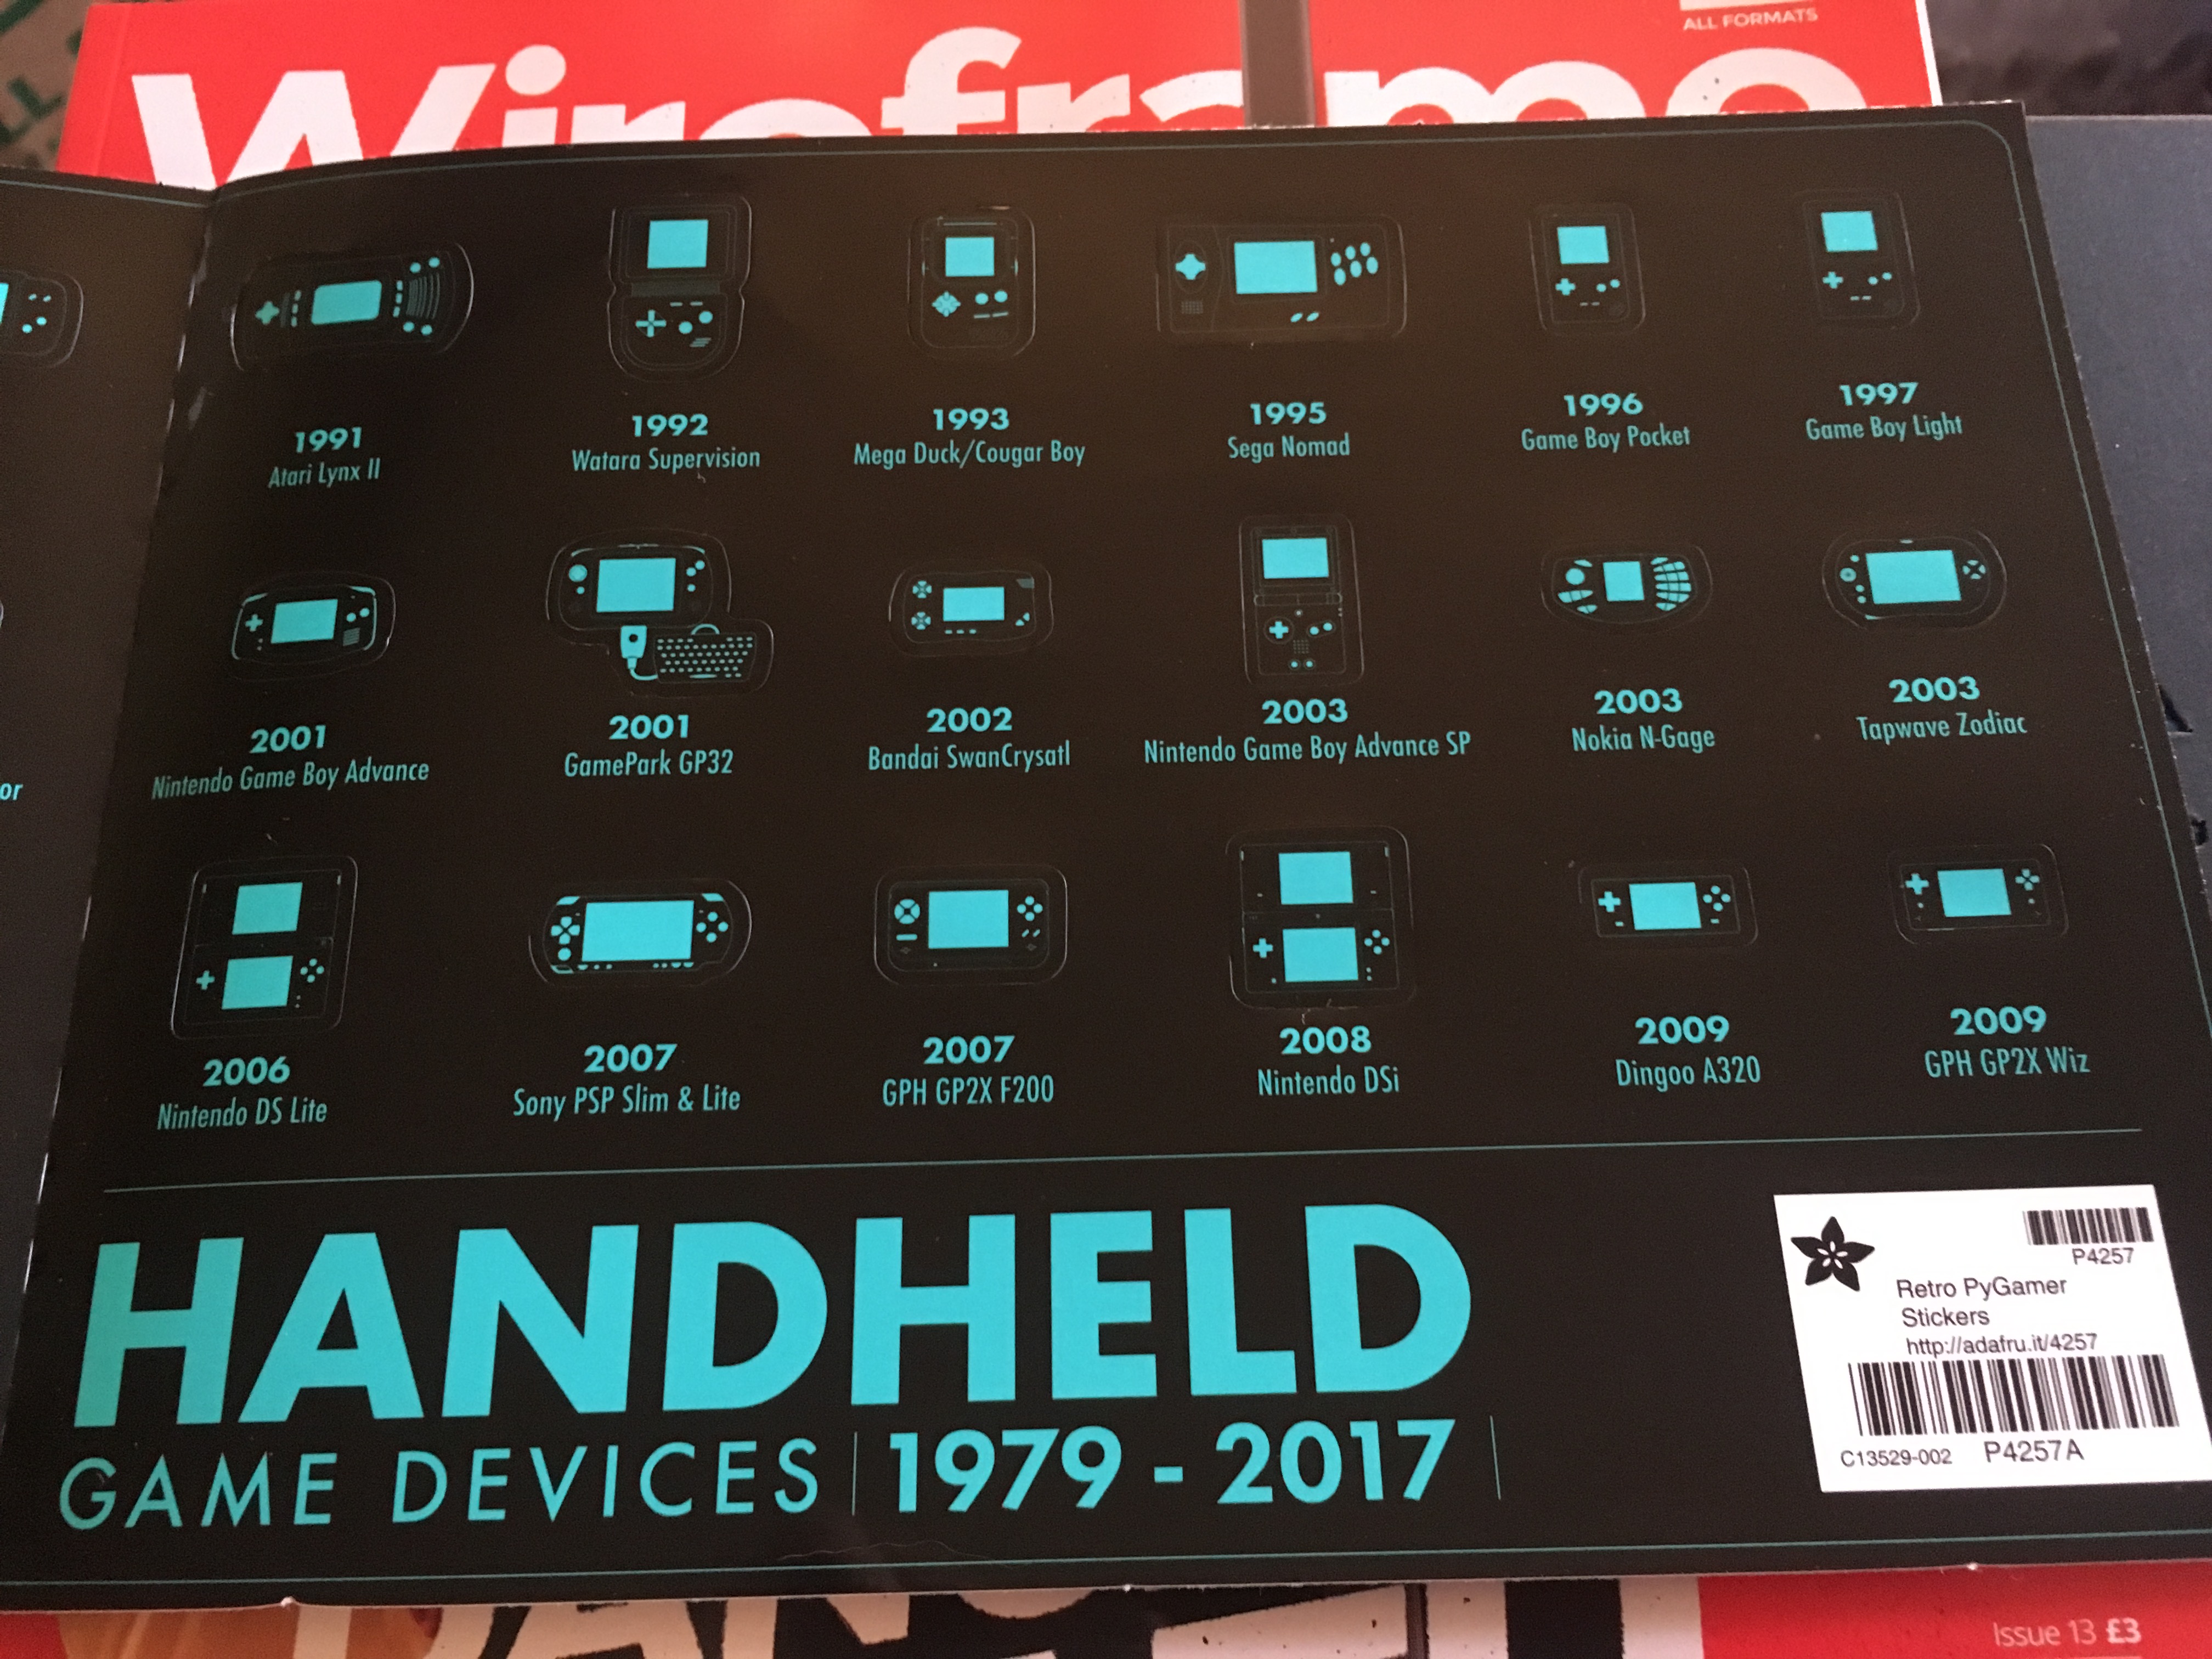 ALL FORMATS
Wireframe
1991
Atari Lynx II
1992
Watara Supervision
1993
Mega Duck/Cougar Boy
1995
Sega Nomad
1996
Game Boy Pocket
1997
Game Boy Light
2001
Nintendo Game Boy Advance
2001
GamePark GP32
2002
Bandai SwanCrysatl
2003
Nintendo Game Boy Advance SP
2003
Nokia N-Gage
2003
Tapwave Zodiac
or
2006
Nintendo DS Lite
2007
Sony PSP Slim & Lite
2007
GPH GP2X F200
2008
Nintendo DSi
2009
Dingoo A320
2009
GPH GP2X Wiz
HANDHELD
GAME DEVICES | 1979 - 2017 |
P4257
Retro PyGamer
Stickers
http://adafru.it/4257
C13529-002 P4257A
Issue 13 £3